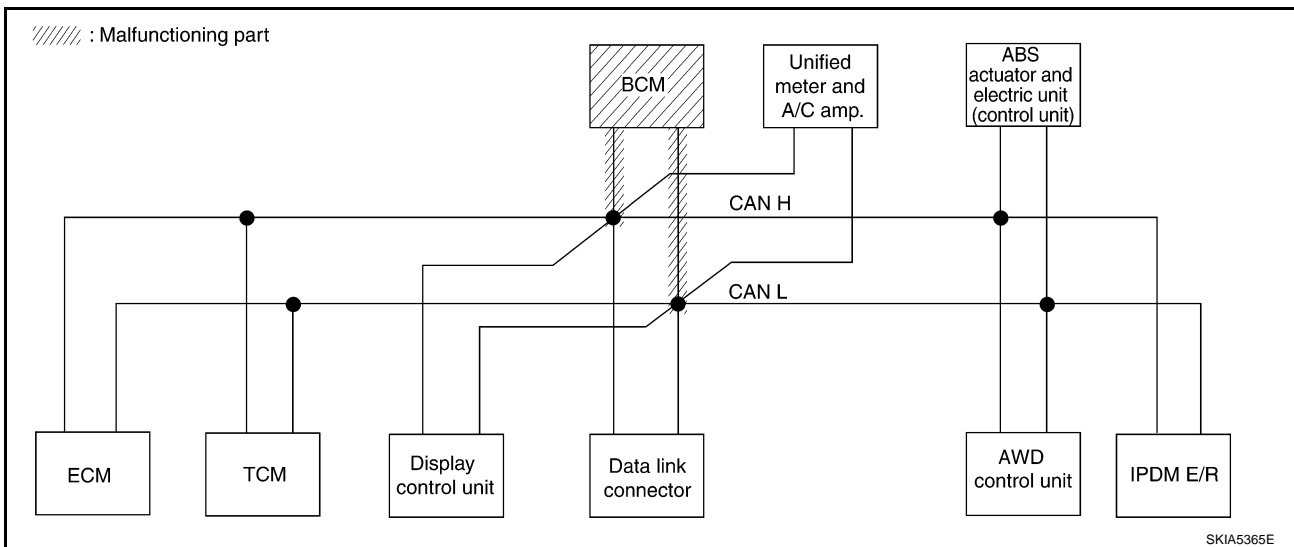 : Malfunctioning part
BCM
Unified
meter and
A/C amp.
ABS
actuator and
electric unit
(control unit)
CAN H
CAN L
ECM
TCM
Display
control unit
Data link
connector
AWD
control unit
IPDM E/R
SKIA5365E